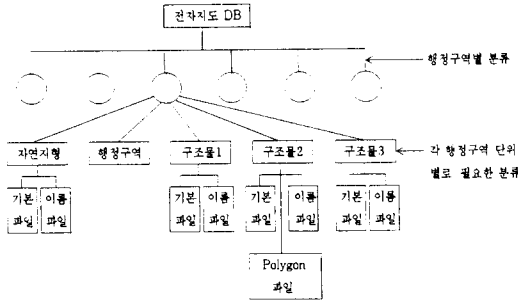 전자지도 DB
행정구역별 분류
자연지형 행정구역 구조물1 구조물2 구조물3
각 행정구역 단위
별로 필요한 분류
기본 이름 기본 이름 기본 이름 기본 이름
파일 파일 파일 파일 파일 파일 파일 파일
Polygon
파일